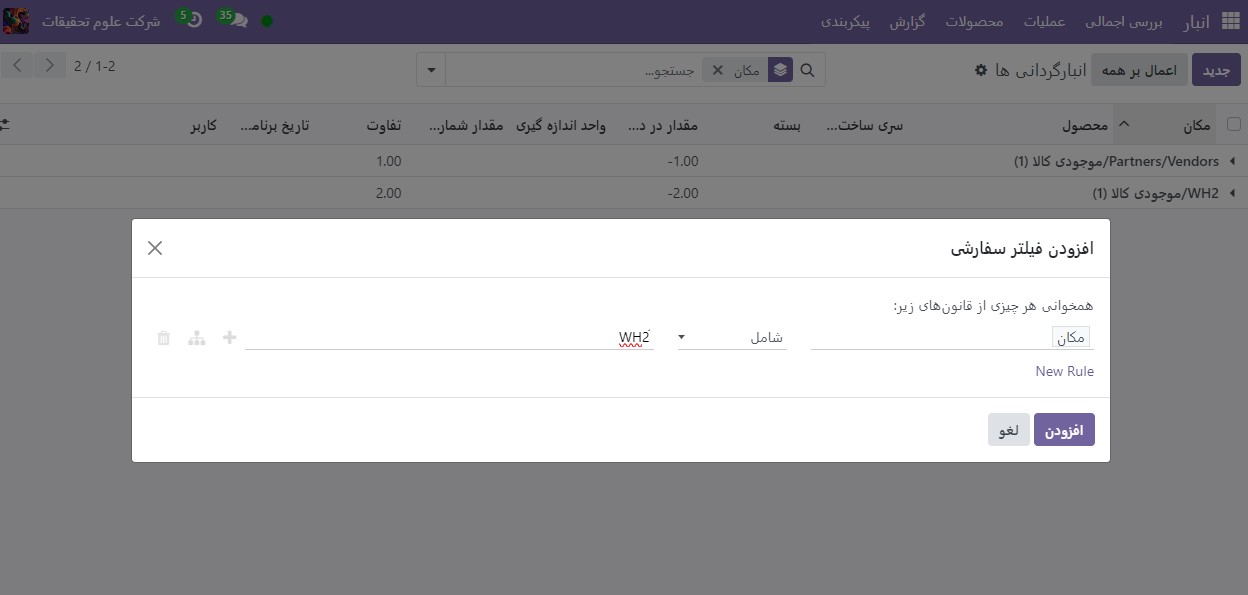 انبار بررسی اجمالی عملیات محصولات گزارش پیکربندی 35 5 شرکت علوم تحقیقات
جدید اعمال بر همه انبارگردانی ها مکان جستجو... 1-2 / 2
مکان محصول سری ساخت... بسته مقدار در د... واحد اندازه گیری مقدار شمار... تفاوت تاریخ برنامه... کاربر
Partners/Vendors/موجودی کالا (1) -1.00 1.00
WH2/موجودی کالا (1) -2.00 2.00
افزودن فیلتر سفارشی
همخوانی هر چیزی از قانون‌های زیر:
مکان شامل WH2
New Rule
افزودن لغو